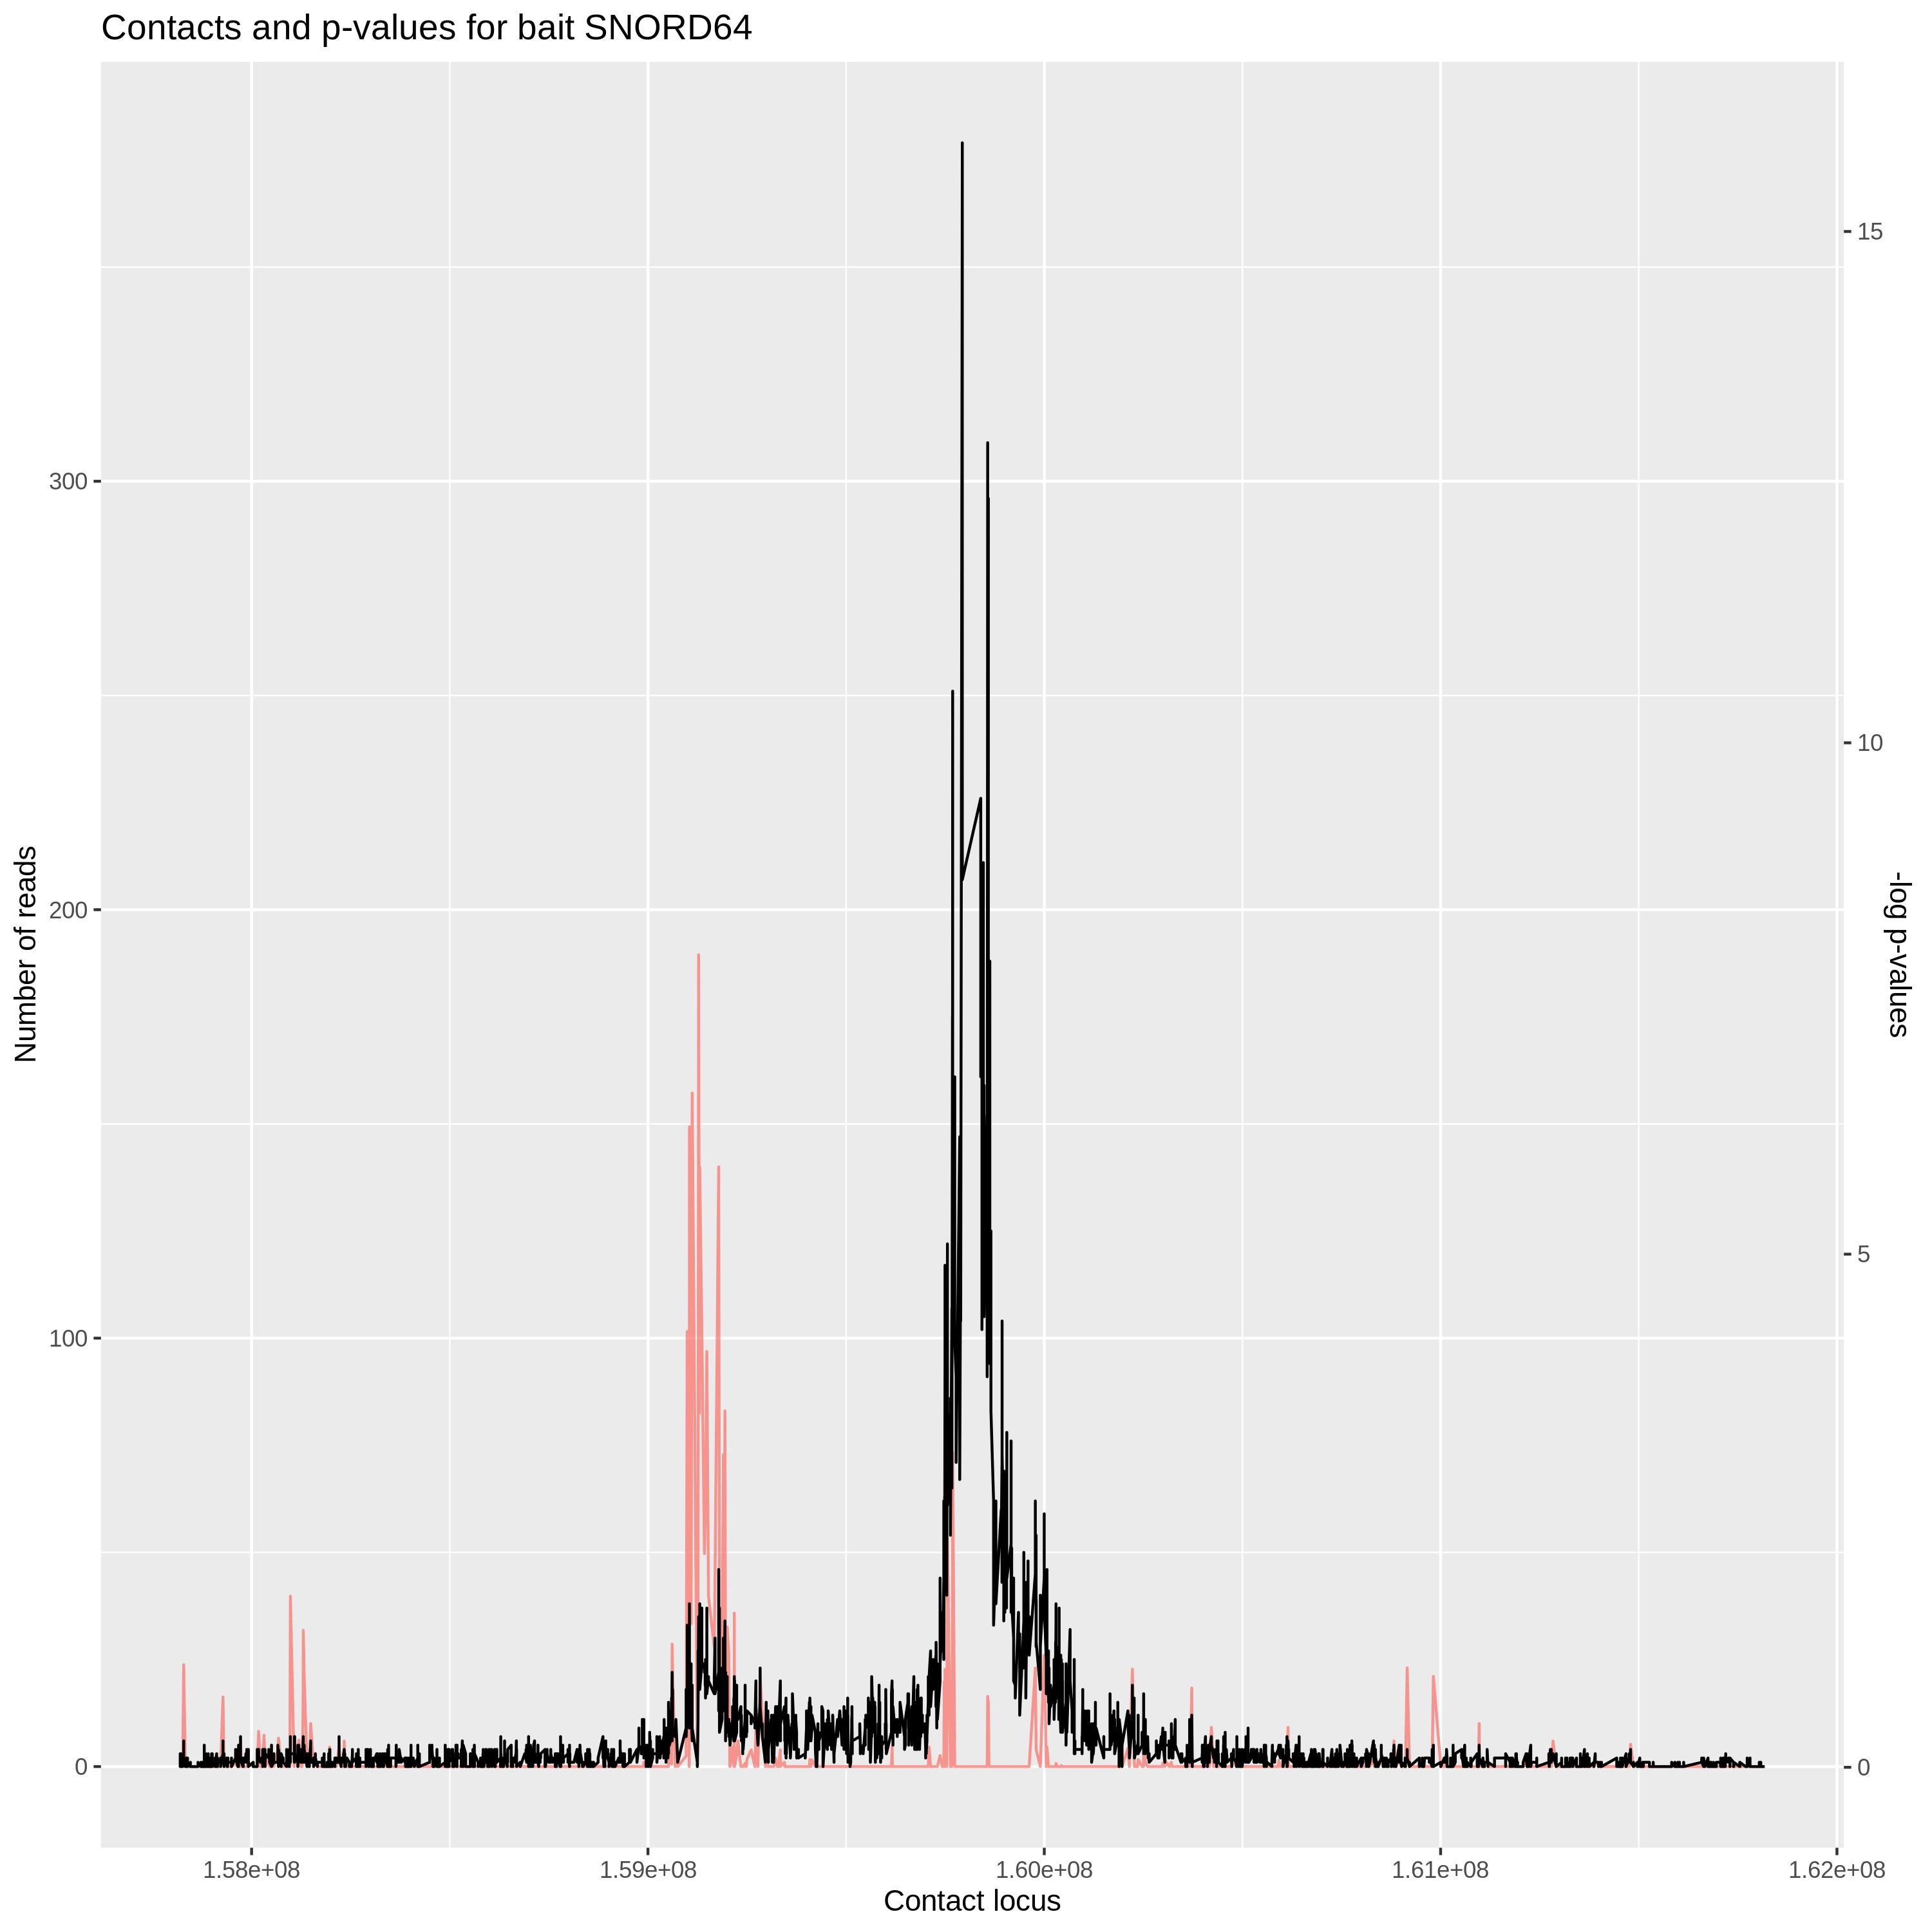 Contacts and p-values for bait SNORD64
Number of reads
300
200
100
0
15
10
5
0
-log p-values
1.58e+08
1.59e+08
1.60e+08
1.61e+08
1.62e+08
Contact locus